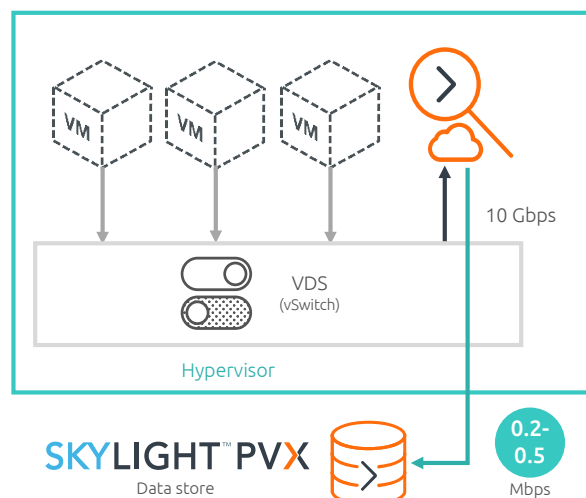 VM
VM
VM
10 Gbps
VDS
(vSwitch)
Hypervisor
SKYLIGHT™ PVX
Data store
0.2-
0.5
Mbps